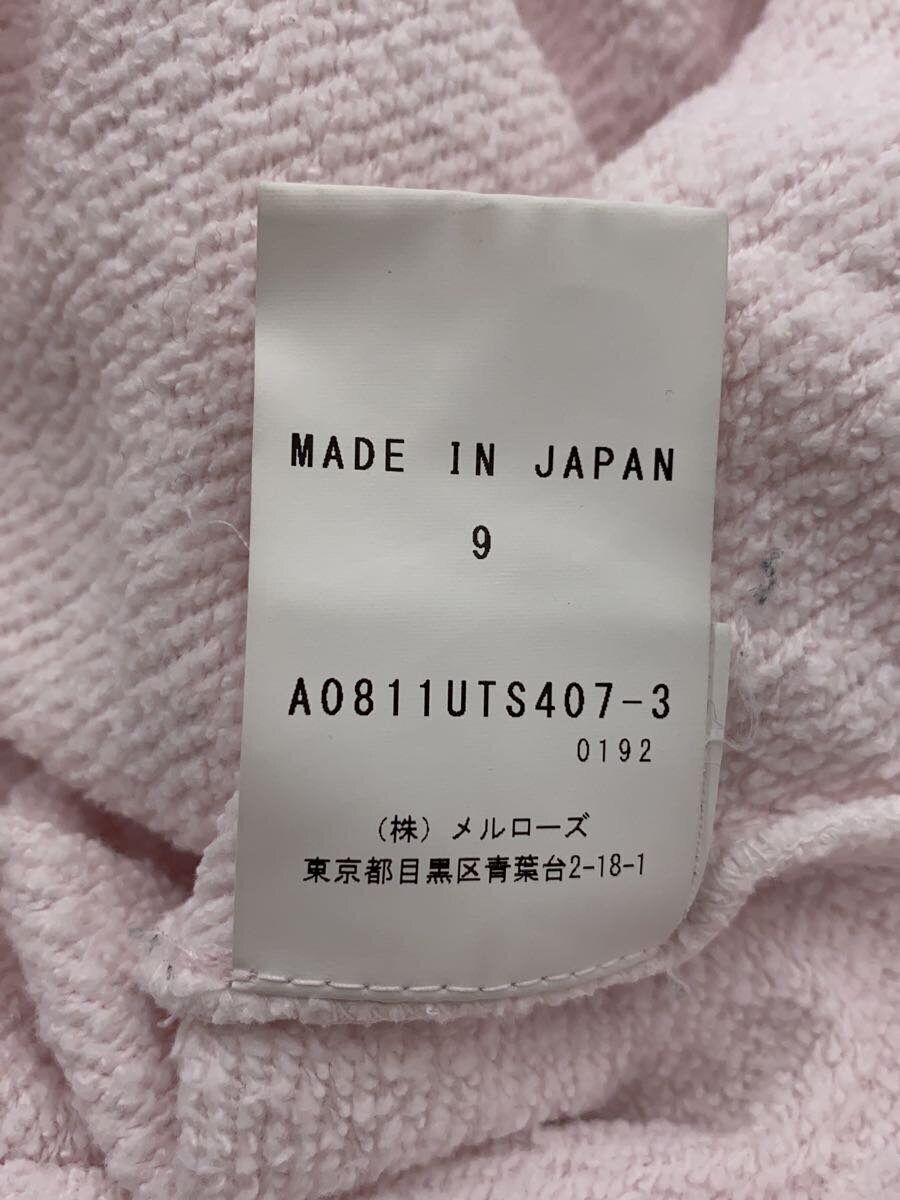 MADE IN JAPAN
9
A0811UTS407-3
0192
(株) メルローズ
東京都目黒区青葉台2-18-1